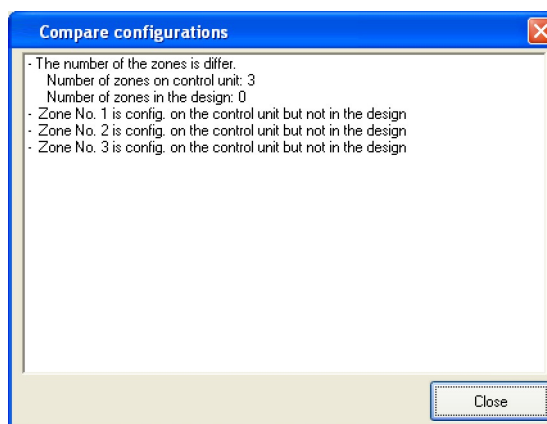 Compare configurations
- The number of the zones is differ.
Number of zones on control unit: 3
Number of zones in the design: 0
- Zone No. 1 is config. on the control unit but not in the design
- Zone No. 2 is config. on the control unit but not in the design
- Zone No. 3 is config. on the control unit but not in the design
Close